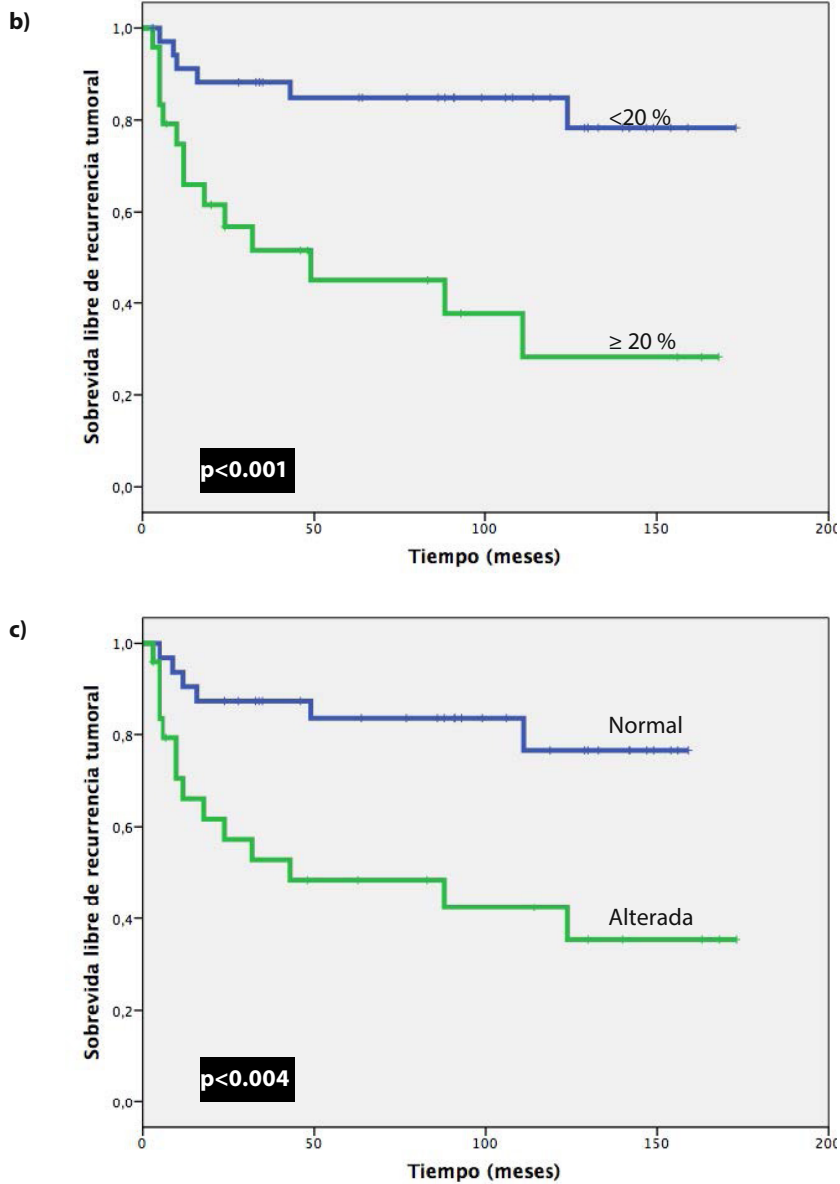 b)
Sobrevida libre de recurrencia tumoral
1,0
0,8
0,6
0,4
0,2
0,0
<20 %
≥ 20 %
p<0.001
0
50
100
150
200
Tiempo (meses)
c)
Sobrevida libre de recurrencia tumoral
1,0
0,8
0,6
0,4
0,2
0,0
Normal
Alterada
p<0.004
0
50
100
150
200
Tiempo (meses)